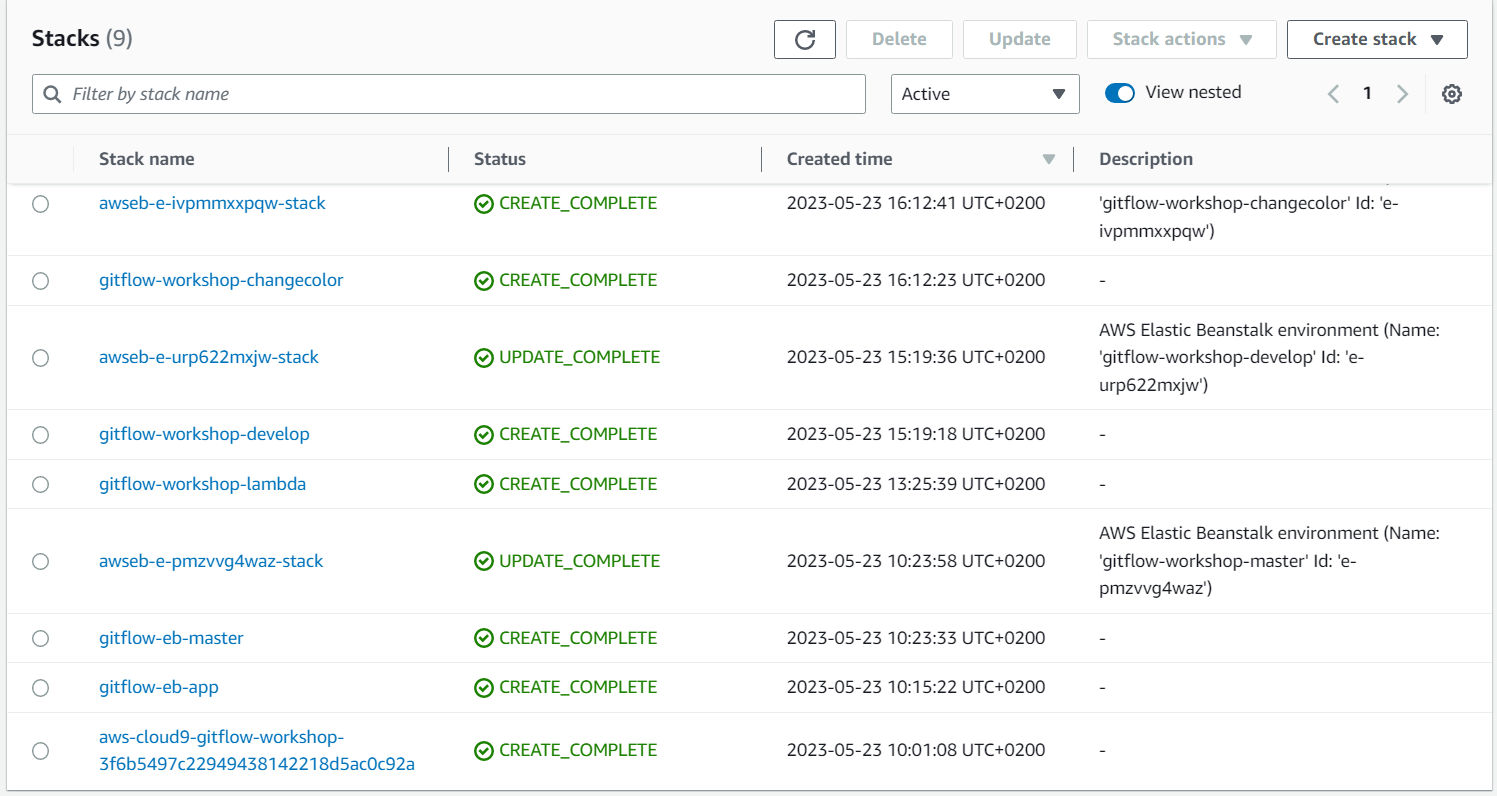 Stacks (9)
Delete
Update
Stack actions
Create stack
Filter by stack name
Active
View nested
1
Stack name
Status
Created time
Description
awseb-e-ivpmmxxpqw-stack
CREATE_COMPLETE
2023-05-23 16:12:41 UTC+0200
'gitflow-workshop-changecolor' Id: 'e-
ivpmmxxpqw')
gitflow-workshop-changecolor
CREATE_COMPLETE
2023-05-23 16:12:23 UTC+0200
-
awseb-e-urp622mxjw-stack
UPDATE_COMPLETE
2023-05-23 15:19:36 UTC+0200
AWS Elastic Beanstalk environment (Name:
'gitflow-workshop-develop' Id: 'e-
urp622mxjw')
gitflow-workshop-develop
CREATE_COMPLETE
2023-05-23 15:19:18 UTC+0200
-
gitflow-workshop-lambda
CREATE_COMPLETE
2023-05-23 13:25:39 UTC+0200
-
awseb-e-pmzvvg4waz-stack
UPDATE_COMPLETE
2023-05-23 10:23:58 UTC+0200
AWS Elastic Beanstalk environment (Name:
'gitflow-workshop-master' Id: 'e-
pmzvvg4waz')
gitflow-eb-master
CREATE_COMPLETE
2023-05-23 10:23:33 UTC+0200
-
gitflow-eb-app
CREATE_COMPLETE
2023-05-23 10:15:22 UTC+0200
-
aws-cloud9-gitflow-workshop-
3f6b5497c22949438142218d5ac0c92a
CREATE_COMPLETE
2023-05-23 10:01:08 UTC+0200
-